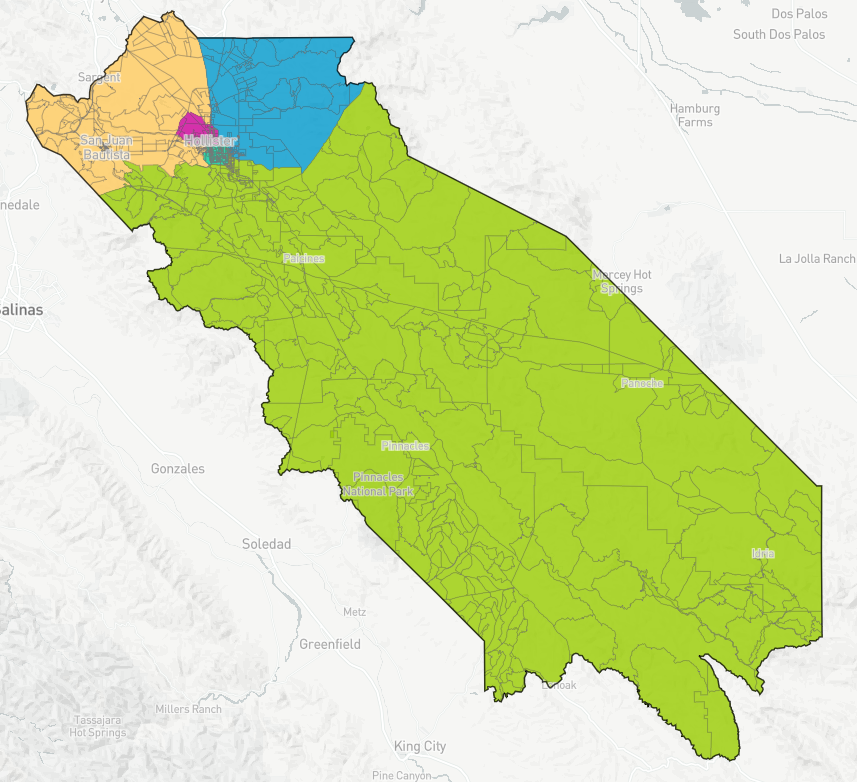 Dos Palos
South Dos Palos
Sargent
Hamburg
Farms
San Juan
Bautista
Hollister
nedale
Paicines
La Jolla Ranch
Mercey Hot
Springs
alinas
Panoche
Pinnacles
Gonzales
Pinnacles
National Park
Soledad
Idria
Metz
Greenfield
Lonoak
Millers Ranch
Tassajara
Hot Springs
King City
Pine Canyon